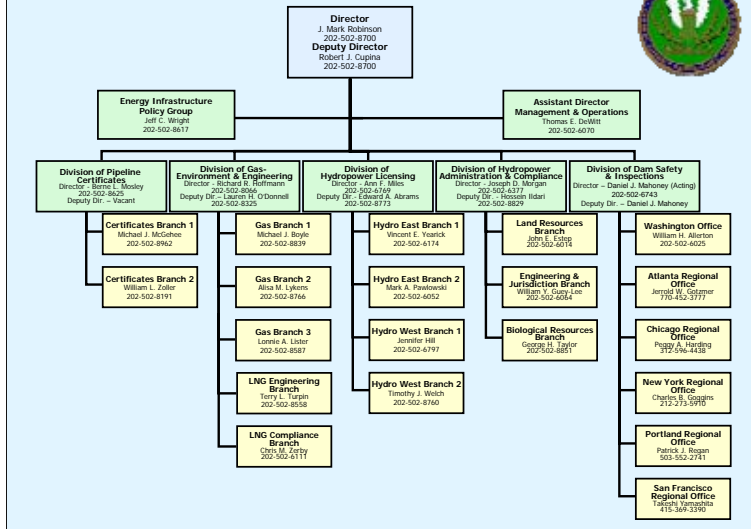 Director
J. Mark Robinson
202-502-8700
Deputy Director
Robert J. Cupina
202-502-8700
Energy Infrastructure
Policy Group
Jeff C. Wright
202-502-8617
Assistant Director
Management & Operations
Thomas E. DeWitt
202-502-6070
Division of Pipeline
Certificates
Director - Berne L. Mosley
202-502-8625
Deputy Dir. – Vacant
Division of Gas-
Environment & Engineering
Director - Richard R. Hoffmann
202-502-8066
Deputy Dir.– Lauren H. O'Donnell
202-502-8325
Division of
Hydropower Licensing
Director - Ann F. Miles
202-502-6769
Deputy Dir.- Edward A. Abrams
202-502-8773
Division of Hydropower
Administration & Compliance
Director - Joseph D. Morgan
202-502-6377
Deputy Dir. - Hossein Ildari
202-502-8829
Division of Dam Safety
& Inspections
Director – Daniel J. Mahoney (Acting)
202-502-6743
Deputy Dir. – Daniel J. Mahoney
Certificates Branch 1
Michael J. McGehee
202-502-8962
Certificates Branch 2
William L. Zoller
202-502-8191
Gas Branch 1
Michael J. Boyle
202-502-8839
Gas Branch 2
Alisa M. Lykens
202-502-8766
Gas Branch 3
Lonnie A. Lister
202-502-8587
LNG Engineering
Branch
Terry L. Turpin
202-502-8558
LNG Compliance
Branch
Chris M. Zerby
202-502-6111
Hydro East Branch 1
Vincent E. Yearick
202-502-6174
Hydro East Branch 2
Mark A. Pawlowski
202-502-6052
Hydro West Branch 1
Jennifer Hill
202-502-6797
Hydro West Branch 2
Timothy J. Welch
202-502-8760
Land Resources
Branch
John E. Estep
202-502-6014
Engineering &
Jurisdiction Branch
William Y. Guey-Lee
202-502-6064
Biological Resources
Branch
George H. Taylor
202-502-8851
Washington Office
William H. Allerton
202-502-6025
Atlanta Regional
Office
Jerrold W. Gotzmer
770-452-3777
Chicago Regional
Office
Peggy A. Harding
312-596-4438
New York Regional
Office
Charles B. Goggins
212-273-5910
Portland Regional
Office
Patrick J. Regan
503-552-2741
San Francisco
Regional Office
Takeshi Yamashita
415-369-3390